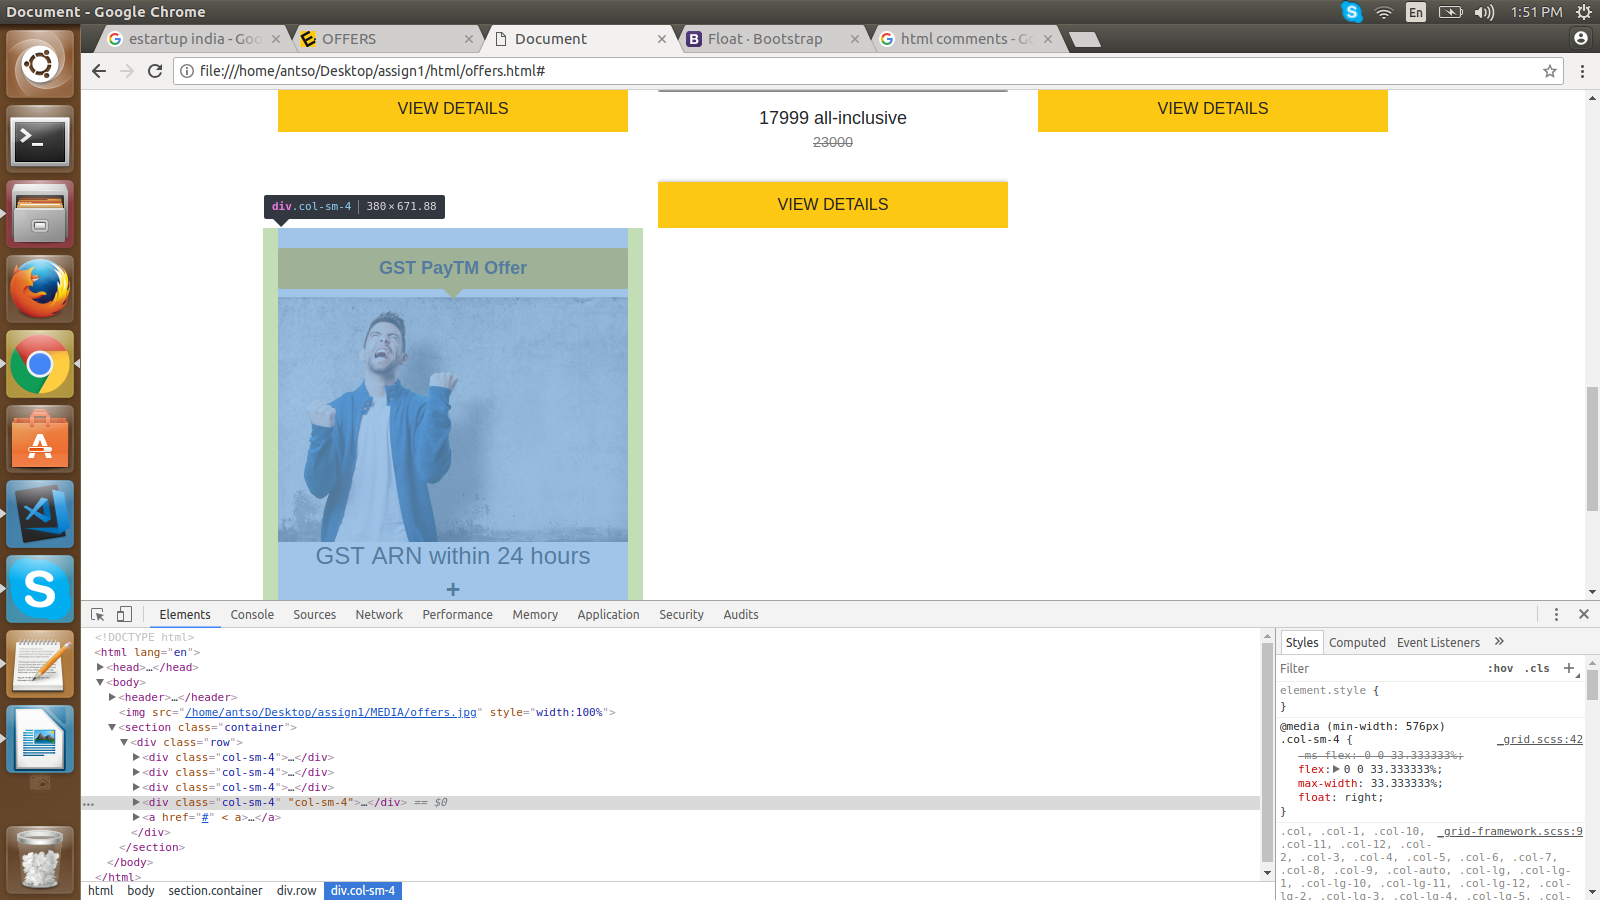 Document - Google Chrome
En
1:51 PM
estartup india - Goo
OFFERS
Document
Float · Bootstrap
html comments - Go
file:///home/antso/Desktop/assign1/html/offers.html#
VIEW DETAILS
17999 all-inclusive
23000
VIEW DETAILS
VIEW DETAILS
div.col-sm-4 | 380×671.88
GST PayTM Offer
GST ARN within 24 hours
+
Elements Console Sources Network Performance Memory Application Security Audits
<!DOCTYPE html>
<html lang="en">
<head>…</head>
<body>
<header>…</header>
<img src="/home/antso/Desktop/assign1/MEDIA/offers.jpg" style="width:100%">
<section class="container">
<div class="row">
<div class="col-sm-4">…</div>
<div class="col-sm-4">…</div>
<div class="col-sm-4">…</div>
<div class="col-sm-4" "col-sm-4">…</div> == $0
<a href="#" < a>…</a>
</div>
</section>
</body>
</html>
html body section.container div.row div.col-sm-4
Styles Computed Event Listeners »
Filter :hov .cls +
element.style {
}
@media (min-width: 576px)
.col-sm-4 { _grid.scss:42
-ms-flex: 0 0 33.333333%;
flex: 0 0 33.333333%;
max-width: 33.333333%;
float: right;
}
.col, .col-1, .col-10, _grid-framework.scss:9
.col-11, .col-12, .col-
2, .col-3, .col-4, .col-5, .col-6, .col-7,
.col-8, .col-9, .col-auto, .col-lg, .col-lg-
1, .col-lg-10, .col-lg-11, .col-lg-12, .col-
lg-2, .col-lg-3, .col-lg-4, .col-lg-5, .col-